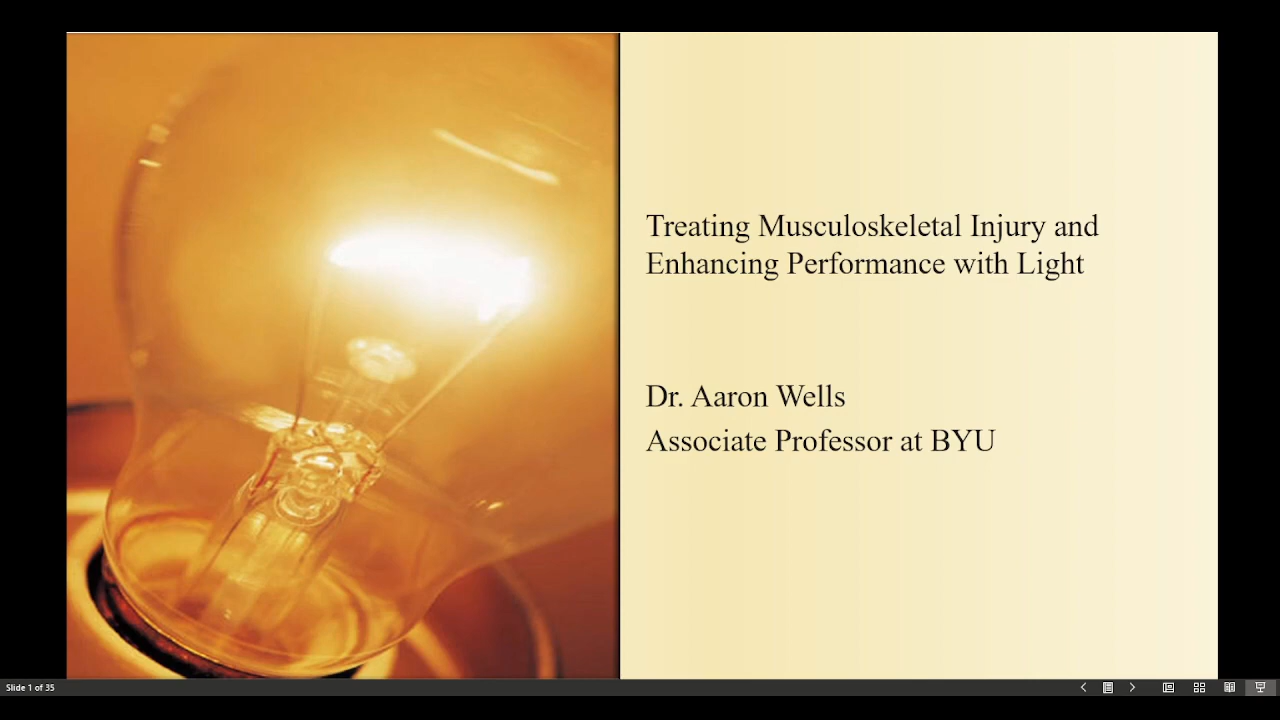 Treating Musculoskeletal Injury and
Enhancing Performance with Light
Dr. Aaron Wells
Associate Professor at BYU
Slide 1 of 35